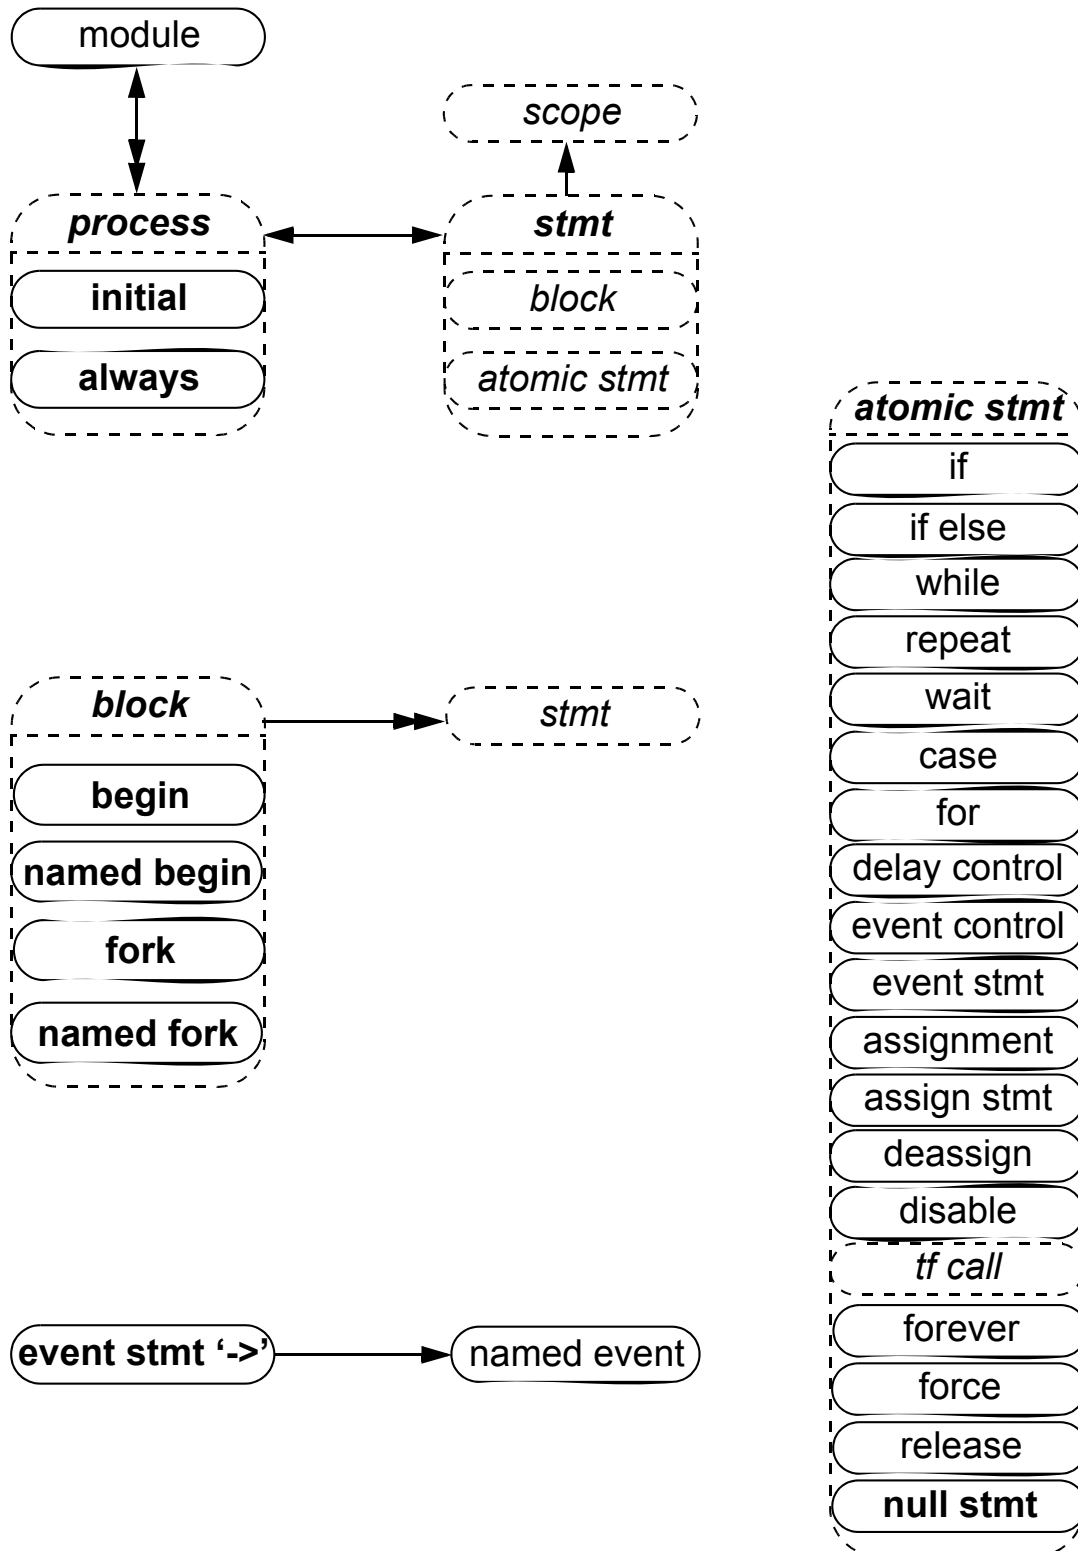 module
scope
process
stmt
initial
block
always
atomic stmt
atomic stmt
if
if else
while
repeat
block
stmt
wait
case
begin
for
named begin
delay control
event control
fork
event stmt
named fork
assignment
assign stmt
deassign
disable
tf call
event stmt ‘->’
named event
forever
force
release
null stmt